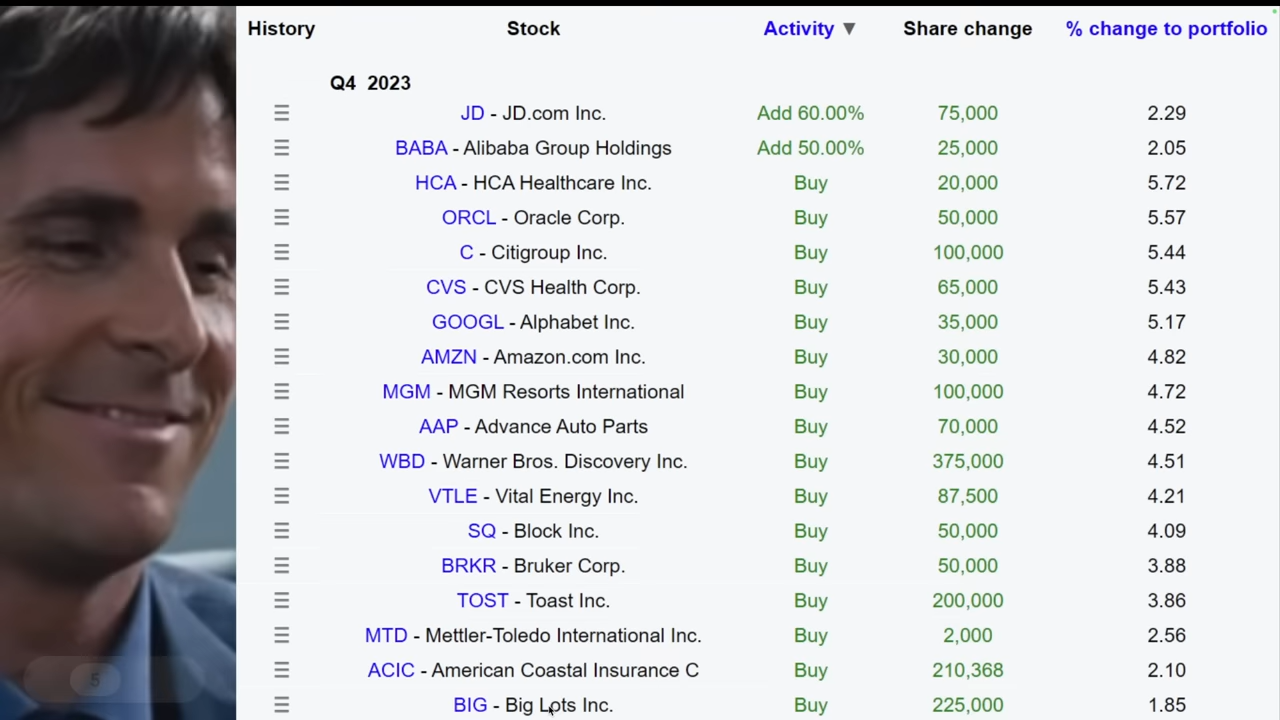 History Stock Activity ▼ Share change % change to portfolio
Q4 2023
☰ JD - JD.com Inc. Add 60.00% 75,000 2.29
☰ BABA - Alibaba Group Holdings Add 50.00% 25,000 2.05
☰ HCA - HCA Healthcare Inc. Buy 20,000 5.72
☰ ORCL - Oracle Corp. Buy 50,000 5.57
☰ C - Citigroup Inc. Buy 100,000 5.44
☰ CVS - CVS Health Corp. Buy 65,000 5.43
☰ GOOGL - Alphabet Inc. Buy 35,000 5.17
☰ AMZN - Amazon.com Inc. Buy 30,000 4.82
☰ MGM - MGM Resorts International Buy 100,000 4.72
☰ AAP - Advance Auto Parts Buy 70,000 4.52
☰ WBD - Warner Bros. Discovery Inc. Buy 375,000 4.51
☰ VTLE - Vital Energy Inc. Buy 87,500 4.21
☰ SQ - Block Inc. Buy 50,000 4.09
☰ BRKR - Bruker Corp. Buy 50,000 3.88
☰ TOST - Toast Inc. Buy 200,000 3.86
☰ MTD - Mettler-Toledo International Inc. Buy 2,000 2.56
☰ ACIC - American Coastal Insurance C Buy 210,368 2.10
☰ BIG - Big Lots Inc. Buy 225,000 1.85
5